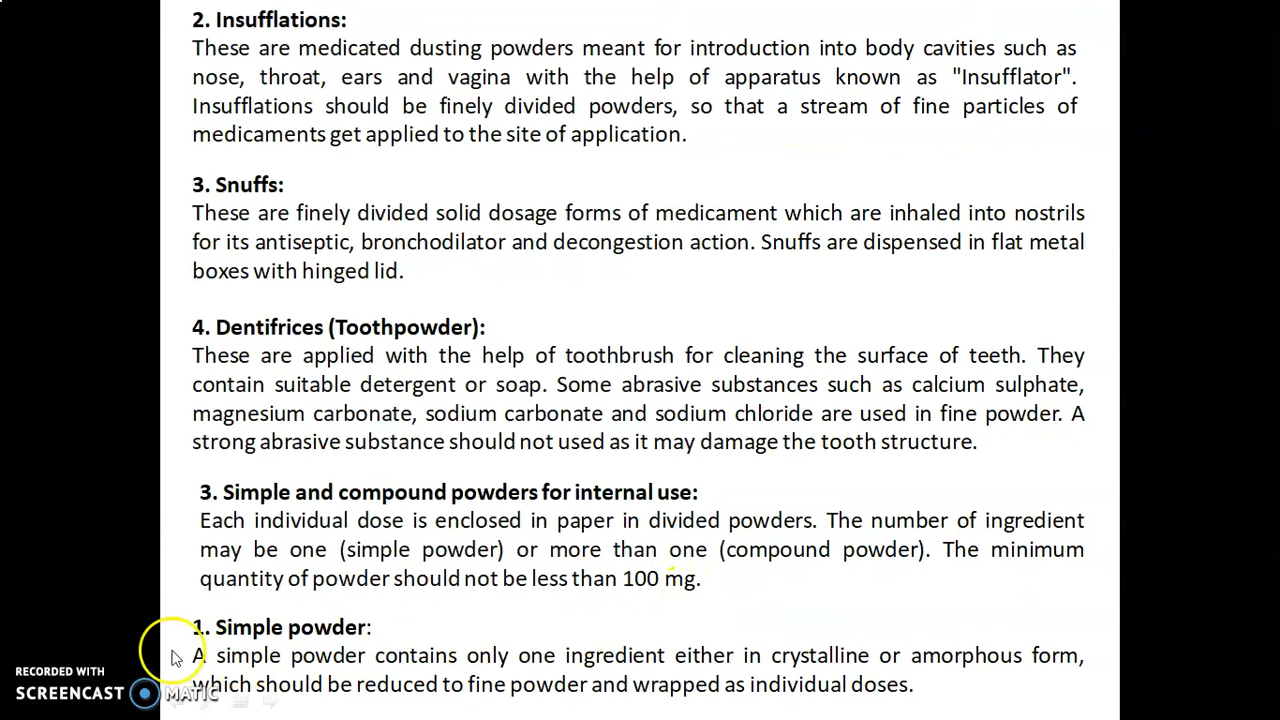 2. Insufflations:
These are medicated dusting powders meant for introduction into body cavities such as
nose, throat, ears and vagina with the help of apparatus known as "Insufflator".
Insufflations should be finely divided powders, so that a stream of fine particles of
medicaments get applied to the site of application.
3. Snuffs:
These are finely divided solid dosage forms of medicament which are inhaled into nostrils
for its antiseptic, bronchodilator and decongestion action. Snuffs are dispensed in flat metal
boxes with hinged lid.
4. Dentifrices (Toothpowder):
These are applied with the help of toothbrush for cleaning the surface of teeth. They
contain suitable detergent or soap. Some abrasive substances such as calcium sulphate,
magnesium carbonate, sodium carbonate and sodium chloride are used in fine powder. A
strong abrasive substance should not used as it may damage the tooth structure.
3. Simple and compound powders for internal use:
Each individual dose is enclosed in paper in divided powders. The number of ingredient
may be one (simple powder) or more than one (compound powder). The minimum
quantity of powder should not be less than 100 mg.
1. Simple powder:
A simple powder contains only one ingredient either in crystalline or amorphous form,
which should be reduced to fine powder and wrapped as individual doses.
RECORDED WITH
SCREENCAST MATIC